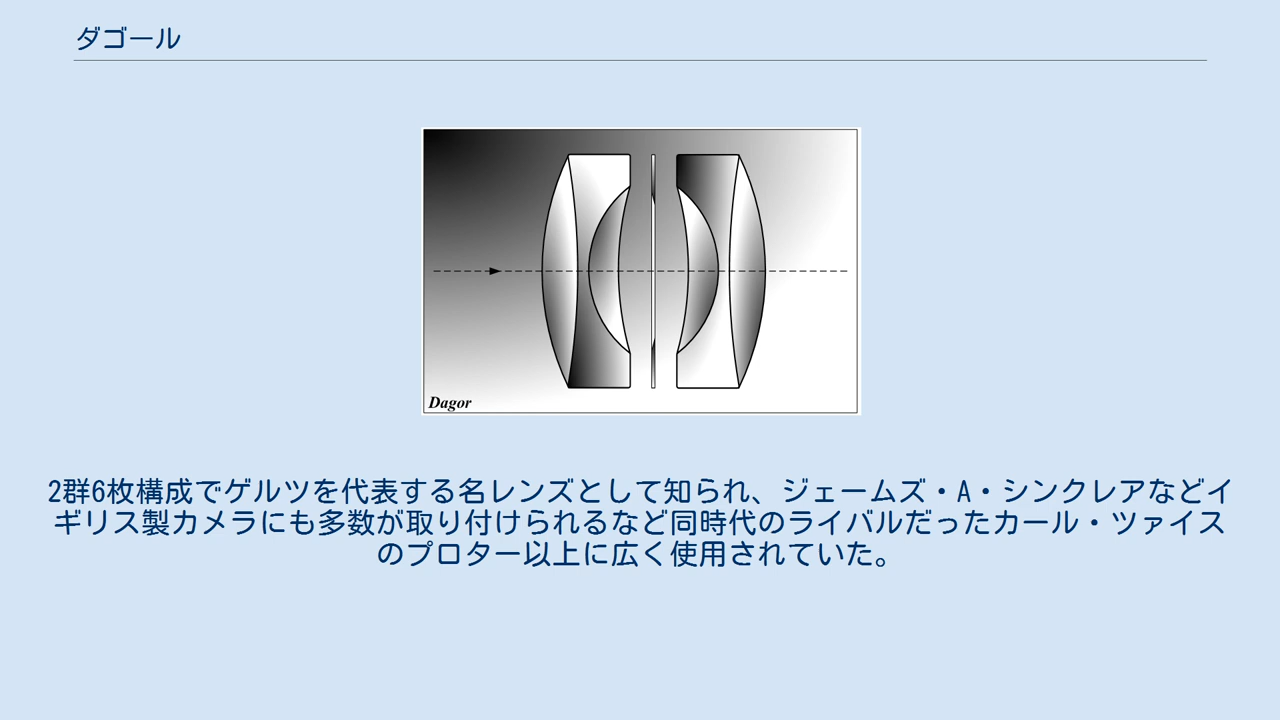 ダゴール
Dagor
2群6枚構成でゲルツを代表する名レンズとして知られ、ジェームズ・A・シンクレアなどイ
ギリス製カメラにも多数が取り付けられるなど同時代のライバルだったカール・ツァイス
のプロター以上に広く使用されていた。